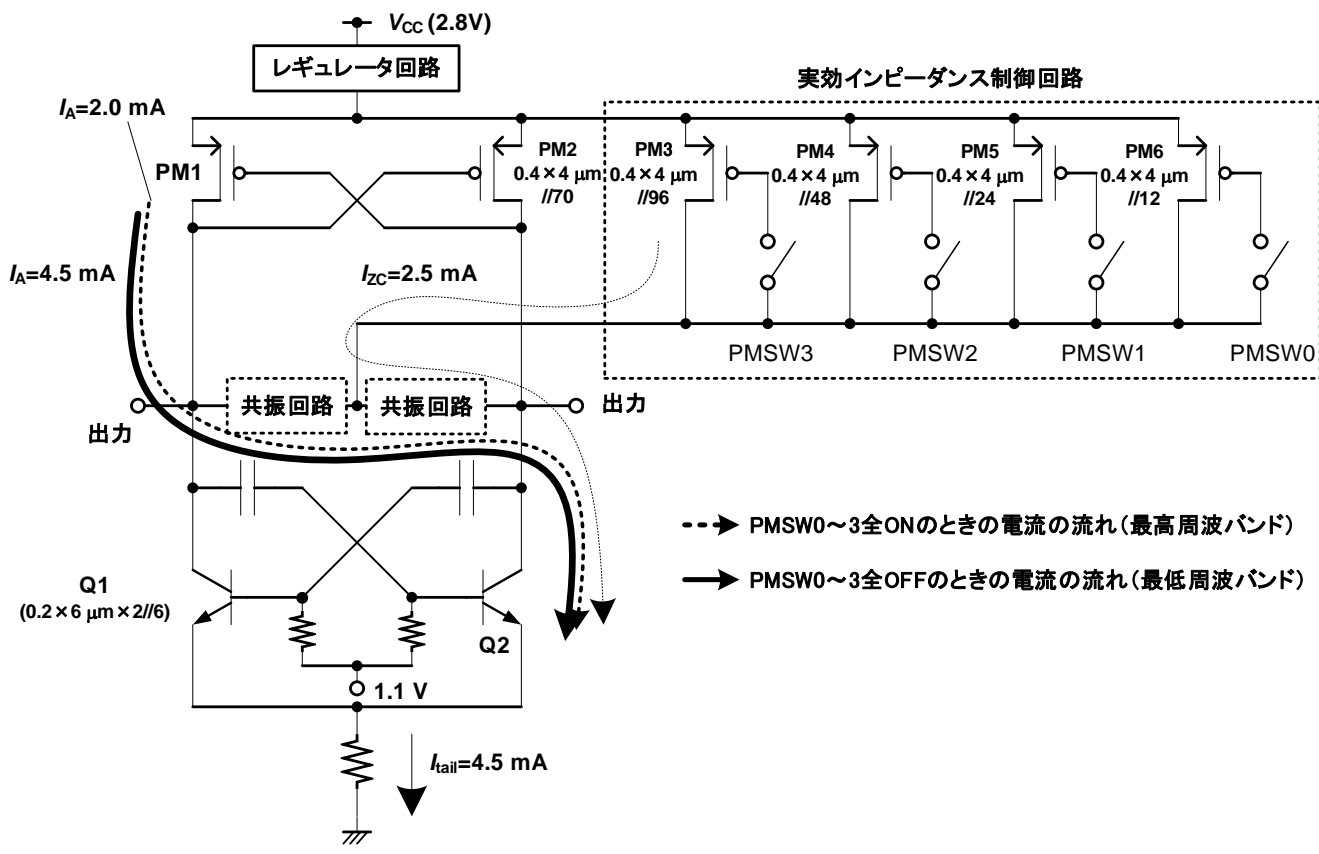 VCC (2.8V)
レギュレータ回路
実効インピーダンス制御回路
IA=2.0 mA
PM1
PM2
0.4×4 μm
//70
PM3
0.4×4 μm
//96
PM4
0.4×4 μm
//48
PM5
0.4×4 μm
//24
PM6
0.4×4 μm
//12
IA=4.5 mA
IZC=2.5 mA
PMSW3
PMSW2
PMSW1
PMSW0
共振回路
共振回路
出力
出力
PMSW0～3全ONのときの電流の流れ（最高周波バンド）
PMSW0～3全OFFのときの電流の流れ（最低周波バンド）
Q1
(0.2×6 μm×2//6)
Q2
1.1 V
Itail=4.5 mA